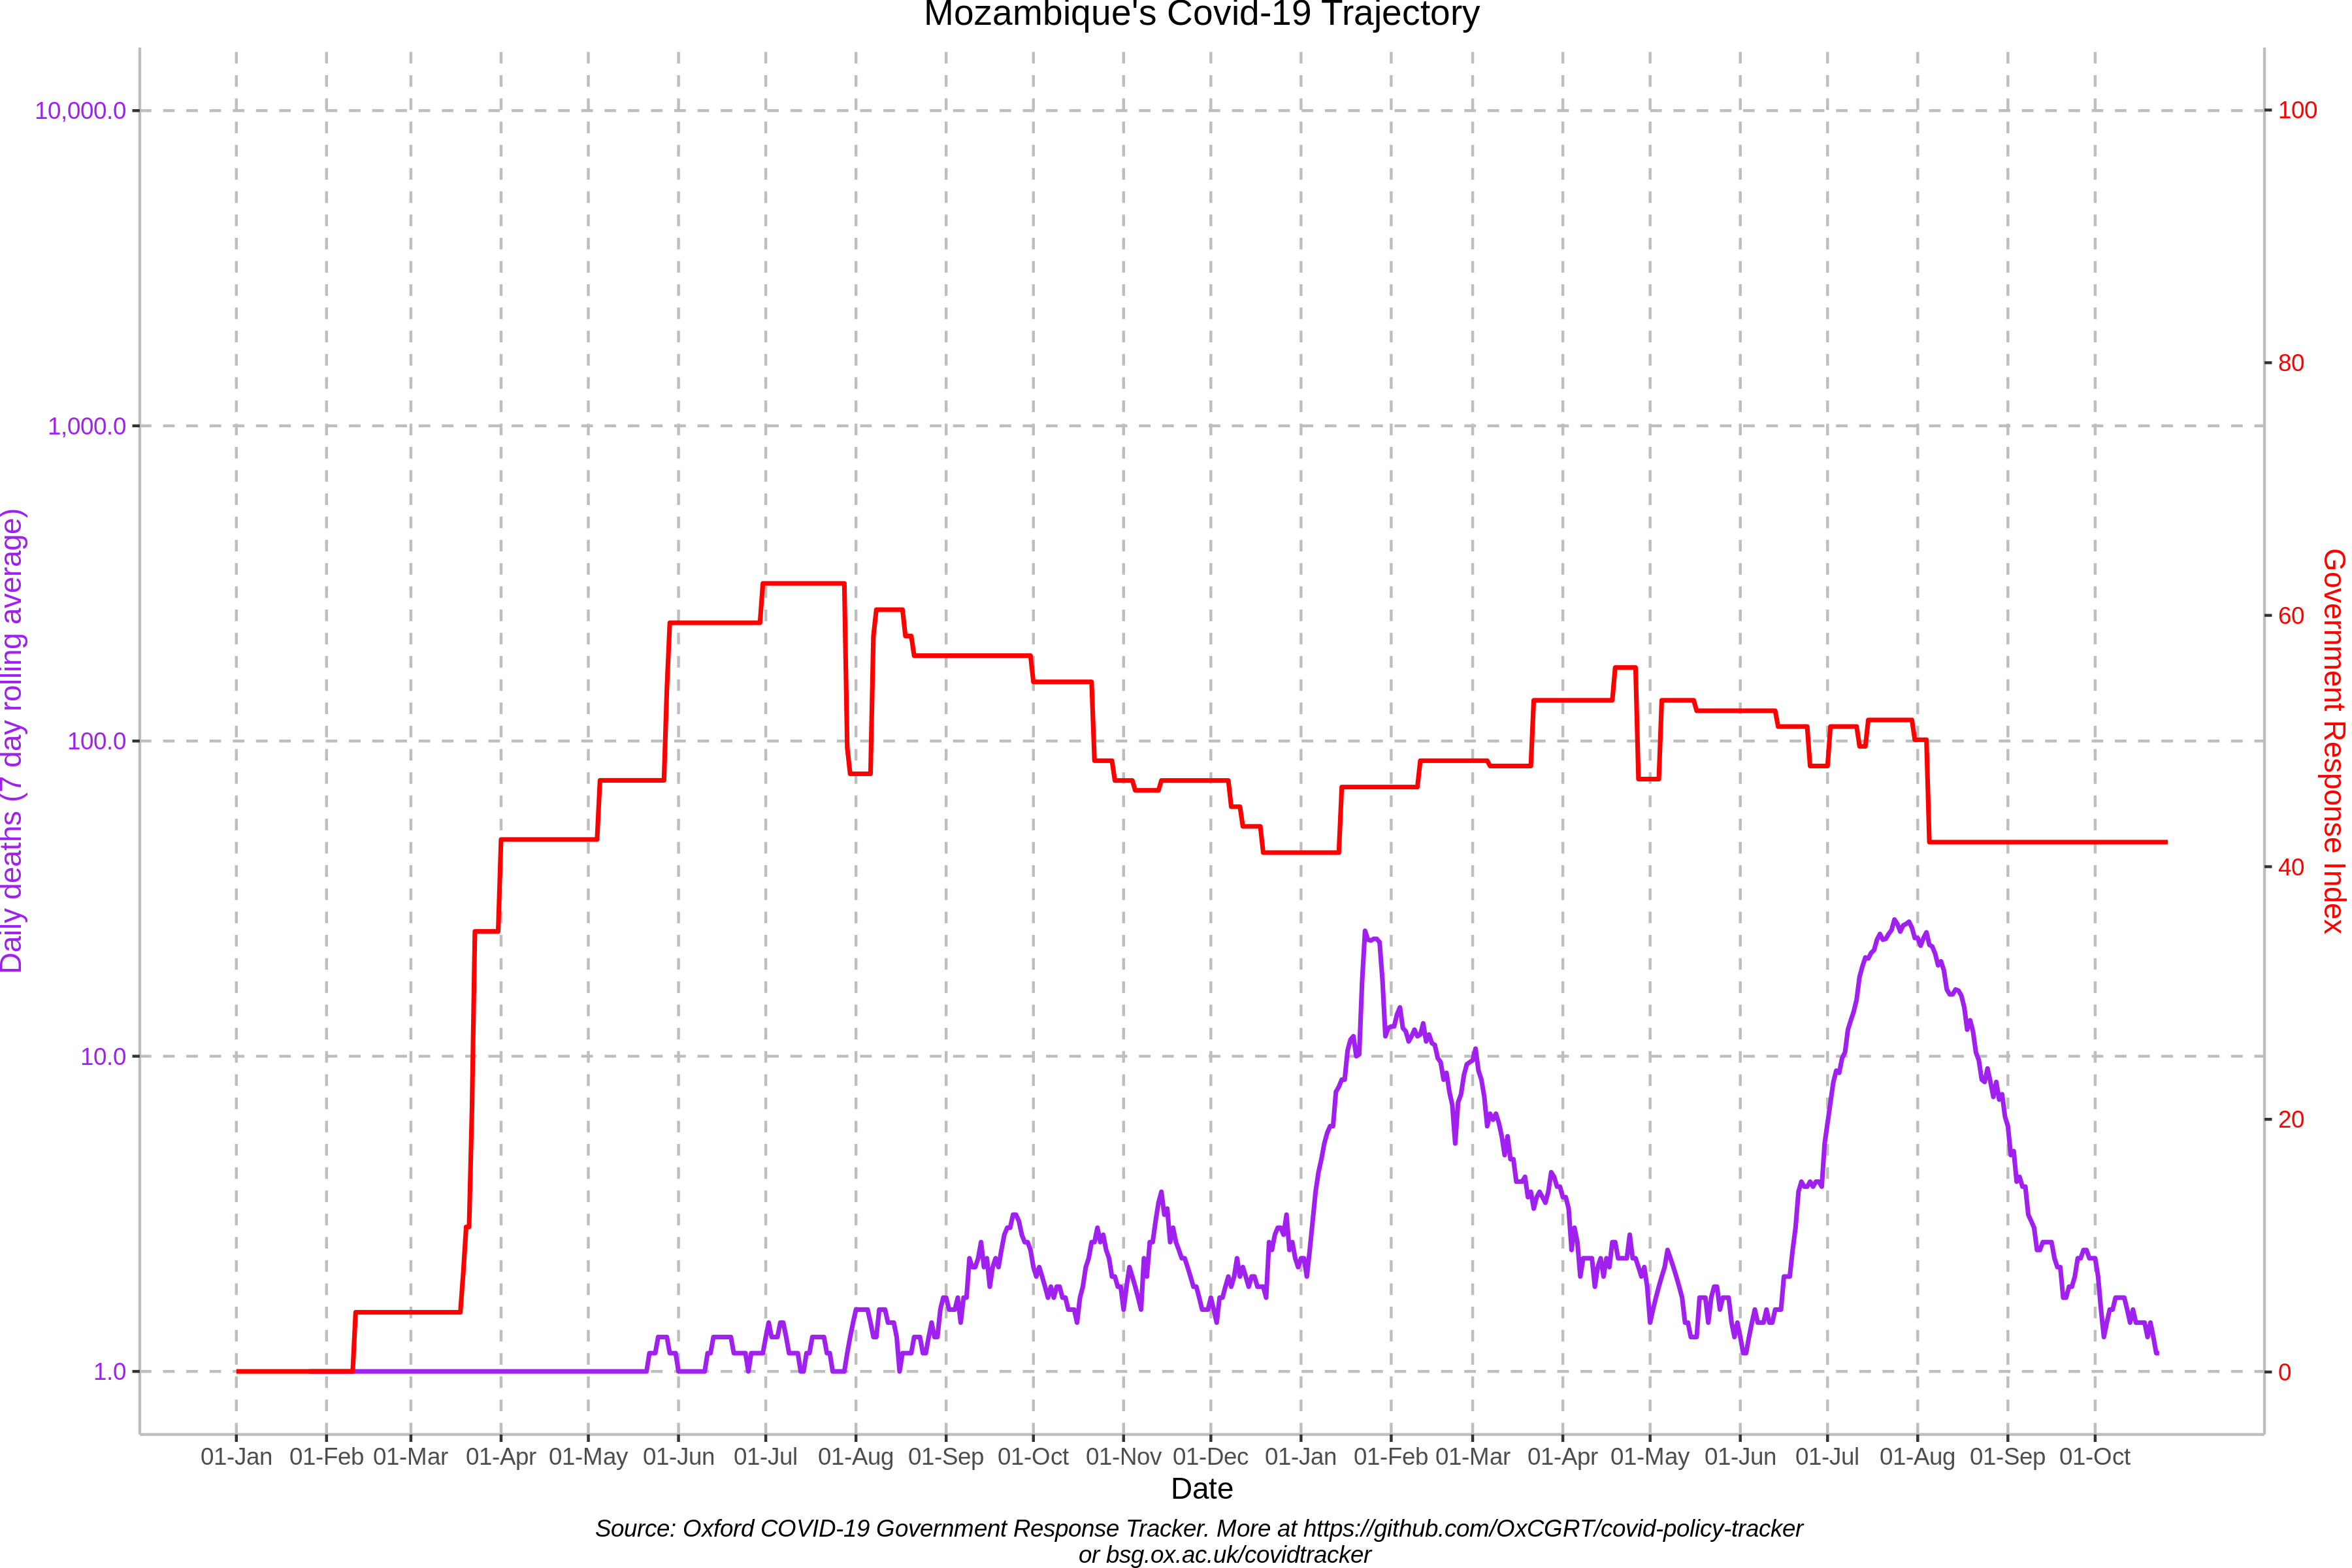 Mozambique's Covid-19 Trajectory
10,000.0
1,000.0
100.0
10.0
1.0
Daily deaths (7 day rolling average)
100
80
60
40
20
0
Government Response Index
01-Jan 01-Feb 01-Mar 01-Apr 01-May 01-Jun 01-Jul 01-Aug 01-Sep 01-Oct 01-Nov 01-Dec 01-Jan 01-Feb 01-Mar 01-Apr 01-May 01-Jun 01-Jul 01-Aug 01-Sep 01-Oct
Date
Source: Oxford COVID-19 Government Response Tracker. More at https://github.com/OxCGRT/covid-policy-tracker
or bsg.ox.ac.uk/covidtracker